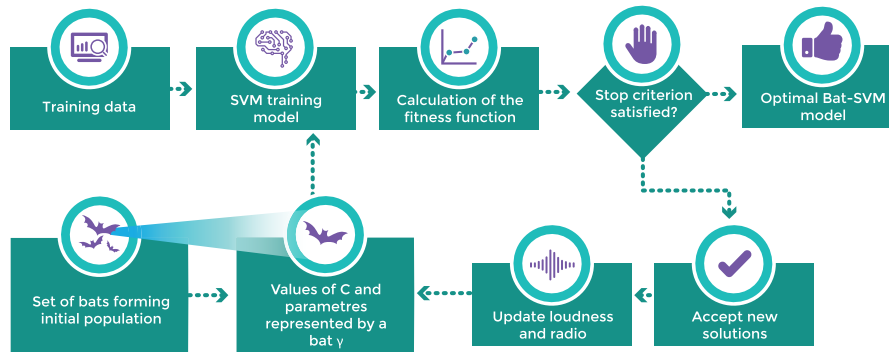 Training data
SVM training
model
Calculation of the
fitness function
Stop criterion
satisfied?
Optimal Bat-SVM
model
Set of bats forming
initial population
Values of C and
parametres
represented by a
bat γ
Update loudness
and radio
Accept new
solutions